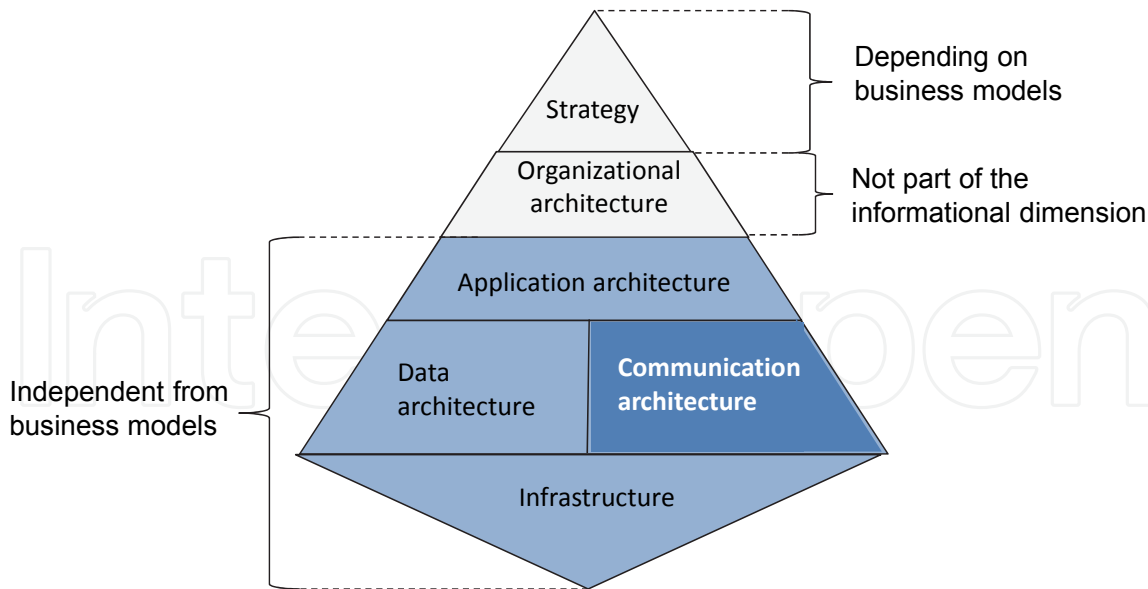 Depending on
business models
Strategy
Organizational
architecture
Not part of the
informational dimension
Application architecture
Data
architecture
Communication
architecture
Independent from
business models
Infrastructure